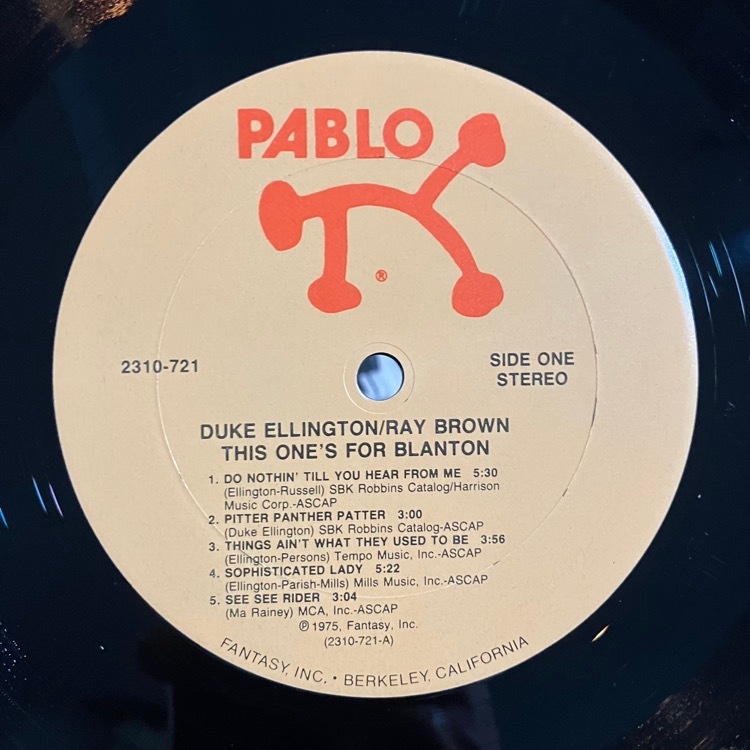 PABLO
®
2310-721
SIDE ONE
STEREO
DUKE ELLINGTON/RAY BROWN
THIS ONE'S FOR BLANTON
1. DO NOTHIN' TILL YOU HEAR FROM ME 5:30
(Ellington-Russell) SBK Robbins Catalog/Harrison
Music Corp.-ASCAP
2. PITTER PANTHER PATTER 3:00
(Duke Ellington) SBK Robbins Catalog-ASCAP
3. THINGS AIN'T WHAT THEY USED TO BE 3:56
(Ellington-Persons) Tempo Music, Inc.-ASCAP
4. SOPHISTICATED LADY 5:22
(Ellington-Parish-Mills) Mills Music, Inc.-ASCAP
5. SEE SEE RIDER 3:04
(Ma Rainey) MCA, Inc.-ASCAP
℗1975, Fantasy, Inc.
(2310-721-A)
FANTASY, INC. • BERKELEY, CALIFORNIA